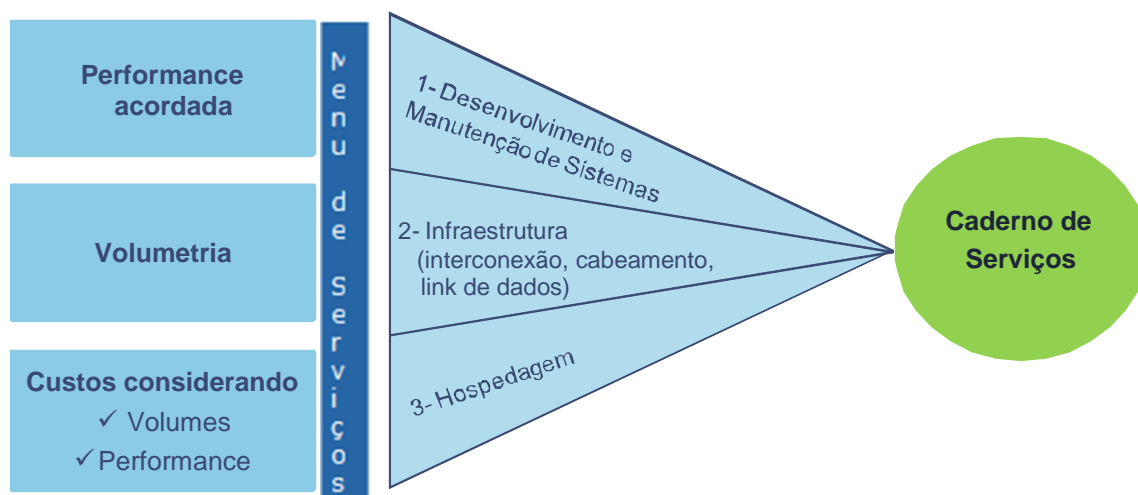 Performance
acordada
Volumetria
Custos considerando
✓ Volumes
✓ Performance
Menu de Serviços
1- Desenvolvimento e
Manutenção de Sistemas
2- Infraestrutura
(interconexão, cabeamento,
link de dados)
3- Hospedagem
Caderno de
Serviços